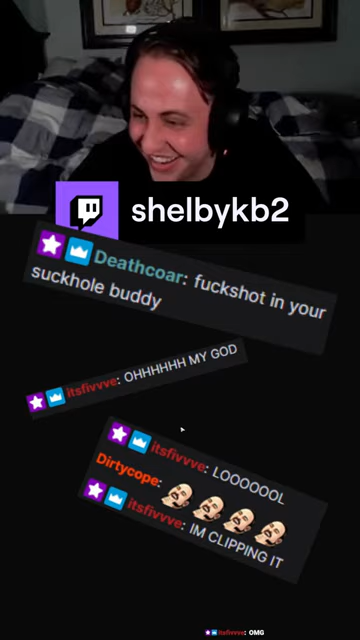 shelbykb2
Deathcoar: fuckshot in your
suckhole buddy
itsfivvve: OHHHHHH MY GOD
itsfivvve: LOOOOOOL
Dirtycope:
itsfivvve: IM CLIPPING IT
itsfivvve: OMG